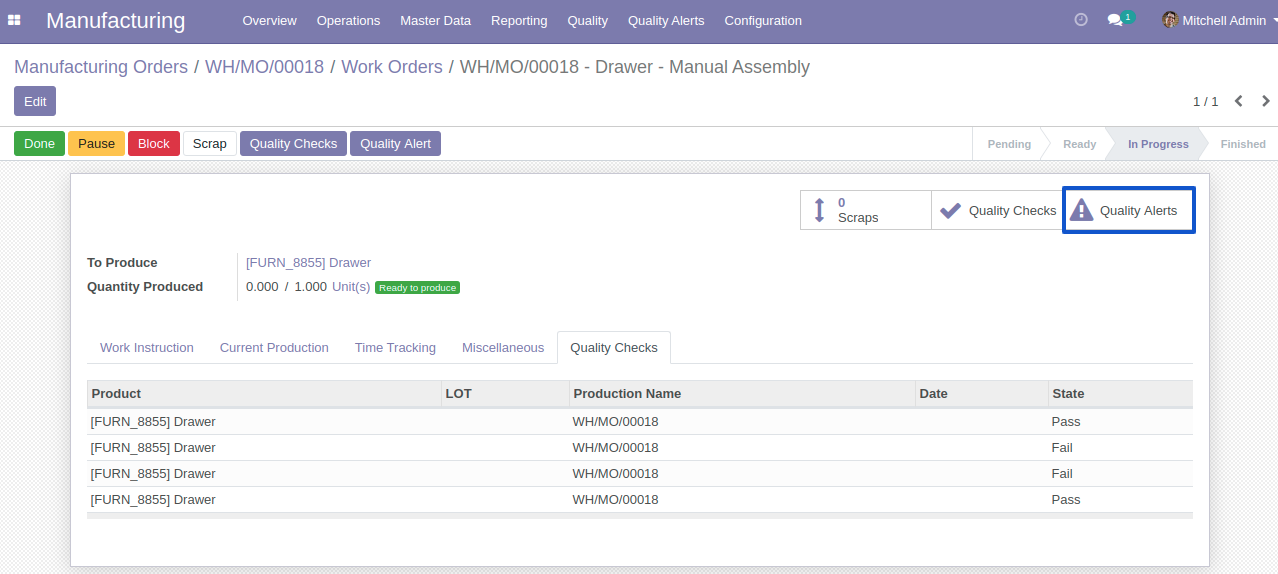 Manufacturing Overview Operations Master Data Reporting Quality Quality Alerts Configuration 1 Mitchell Admin
Manufacturing Orders / WH/MO/00018 / Work Orders / WH/MO/00018 - Drawer - Manual Assembly
Edit 1 / 1
Done Pause Block Scrap Quality Checks Quality Alert Pending Ready In Progress Finished
0
Scraps Quality Checks Quality Alerts
To Produce [FURN_8855] Drawer
Quantity Produced 0.000 / 1.000 Unit(s) Ready to produce
Work Instruction Current Production Time Tracking Miscellaneous Quality Checks
Product LOT Production Name Date State
[FURN_8855] Drawer WH/MO/00018 Pass
[FURN_8855] Drawer WH/MO/00018 Fail
[FURN_8855] Drawer WH/MO/00018 Fail
[FURN_8855] Drawer WH/MO/00018 Pass